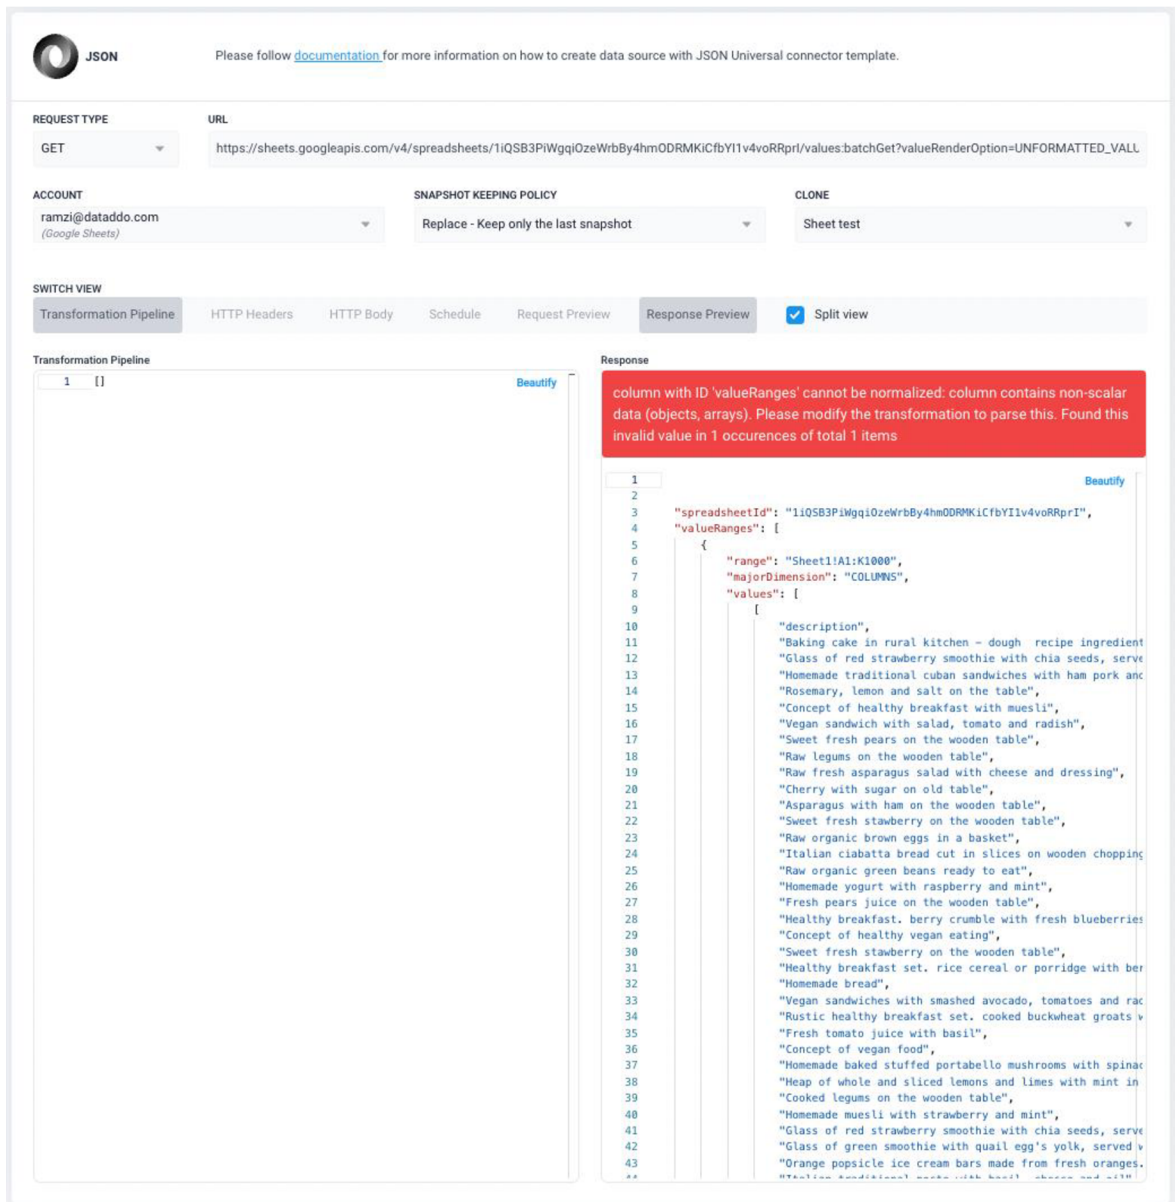 JSON
Please follow documentation for more information on how to create data source with JSON Universal connector template.
REQUEST TYPE
URL
GET
https://sheets.googleapis.com/v4/spreadsheets/1iQSB3PiWgqiOzeWrbBy4hmODRMKiCfbYI1v4voRRprI/values:batchGet?valueRenderOption=UNFORMATTED_VALU
ACCOUNT
SNAPSHOT KEEPING POLICY
CLONE
ramzi@dataddo.com
(Google Sheets)
Replace - Keep only the last snapshot
Sheet test
SWITCH VIEW
Transformation Pipeline
HTTP Headers
HTTP Body
Schedule
Request Preview
Response Preview
Split view
Transformation Pipeline
1 []
Beautify
Response
column with ID 'valueRanges' cannot be normalized: column contains non-scalar
data (objects, arrays). Please modify the transformation to parse this. Found this
invalid value in 1 occurences of total 1 items
1
Beautify
2
3 "spreadsheetId": "1iQSB3PiWgqiOzeWrbBy4hmODRMKiCfbYI1v4voRRprI",
4 "valueRanges": [
5 {
6 "range": "Sheet1!A1:K1000",
7 "majorDimension": "COLUMNS",
8 "values": [
9 [
10 "description",
11 "Baking cake in rural kitchen - dough recipe ingredient
12 "Glass of red strawberry smoothie with chia seeds, serve
13 "Homemade traditional cuban sandwiches with ham pork and
14 "Rosemary, lemon and salt on the table",
15 "Concept of healthy breakfast with muesli",
16 "Vegan sandwich with salad, tomato and radish",
17 "Sweet fresh pears on the wooden table",
18 "Raw legums on the wooden table",
19 "Raw fresh asparagus salad with cheese and dressing",
20 "Cherry with sugar on old table",
21 "Asparagus with ham on the wooden table",
22 "Sweet fresh stawberry on the wooden table",
23 "Raw organic brown eggs in a basket",
24 "Italian ciabatta bread cut in slices on wooden chopping
25 "Raw organic green beans ready to eat",
26 "Homemade yogurt with raspberry and mint",
27 "Fresh pears juice on the wooden table",
28 "Healthy breakfast. berry crumble with fresh blueberries
29 "Concept of healthy vegan eating",
30 "Sweet fresh stawberry on the wooden table",
31 "Healthy breakfast set. rice cereal or porridge with ber
32 "Homemade bread",
33 "Vegan sandwiches with smashed avocado, tomatoes and rad
34 "Rustic healthy breakfast set. cooked buckwheat groats w
35 "Fresh tomato juice with basil",
36 "Concept of vegan food",
37 "Homemade baked stuffed portabello mushrooms with spinac
38 "Heap of whole and sliced lemons and limes with mint in
39 "Cooked legums on the wooden table",
40 "Homemade muesli with strawberry and mint",
41 "Glass of red strawberry smoothie with chia seeds, serve
42 "Glass of green smoothie with quail egg's yolk, served w
43 "Orange popsicle ice cream bars made from fresh oranges.